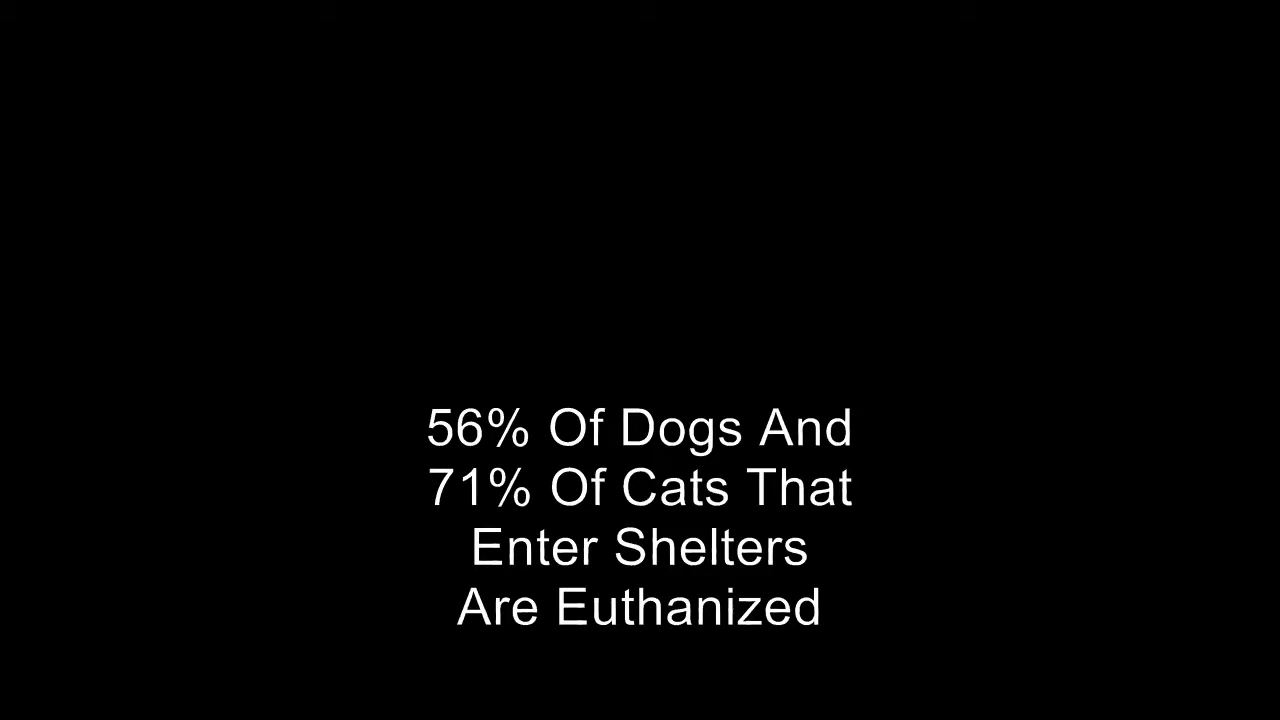 56% Of Dogs And
71% Of Cats That
Enter Shelters
Are Euthanized